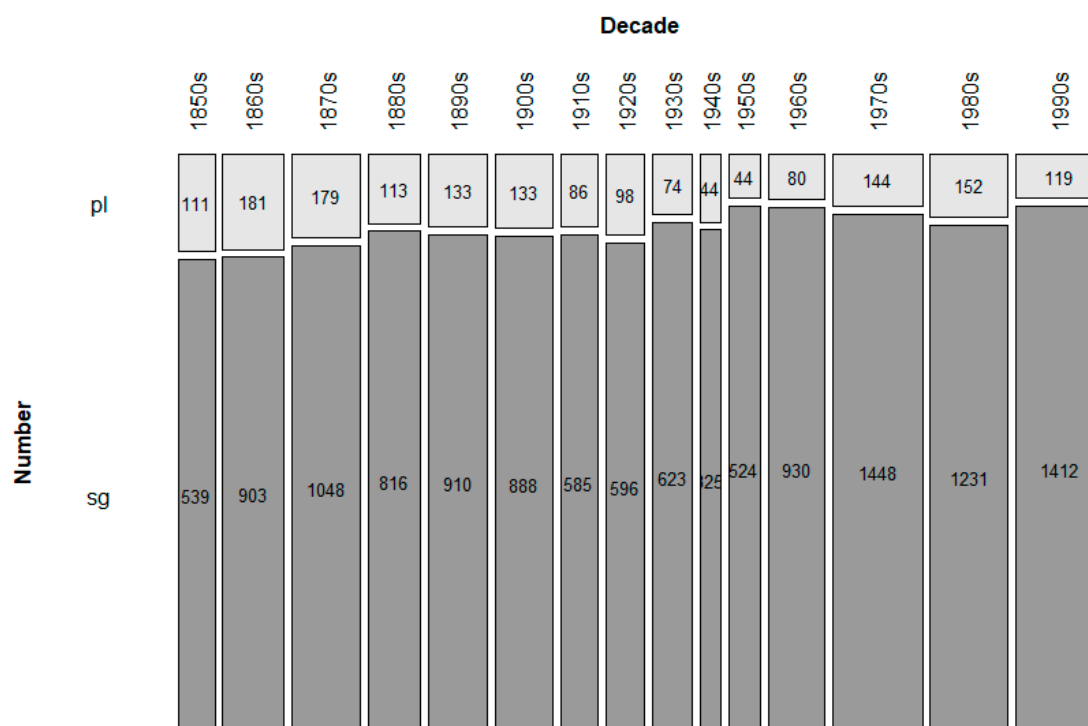 Decade
1850s 1860s 1870s 1880s 1890s 1900s 1910s 1920s 1930s 1940s 1950s 1960s 1970s 1980s 1990s
pl 111 181 179 113 133 133 86 98 74 44 44 80 144 152 119
Number
sg 539 903 1048 816 910 888 585 596 623 325 524 930 1448 1231 1412